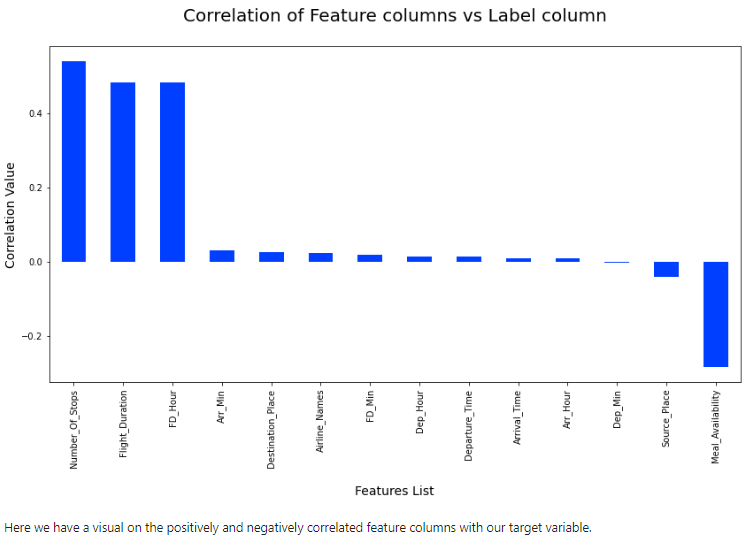 Correlation of Feature columns vs Label column
Correlation Value
0.4
0.2
0.0
−0.2
Number_Of_Stops
Flight_Duration
FD_Hour
Arr_Min
Destination_Place
Airline_Names
FD_Min
Dep_Hour
Departure_Time
Arrival_Time
Arr_Hour
Dep_Min
Source_Place
Meal_Availability
Features List
Here we have a visual on the positively and negatively correlated feature columns with our target variable.